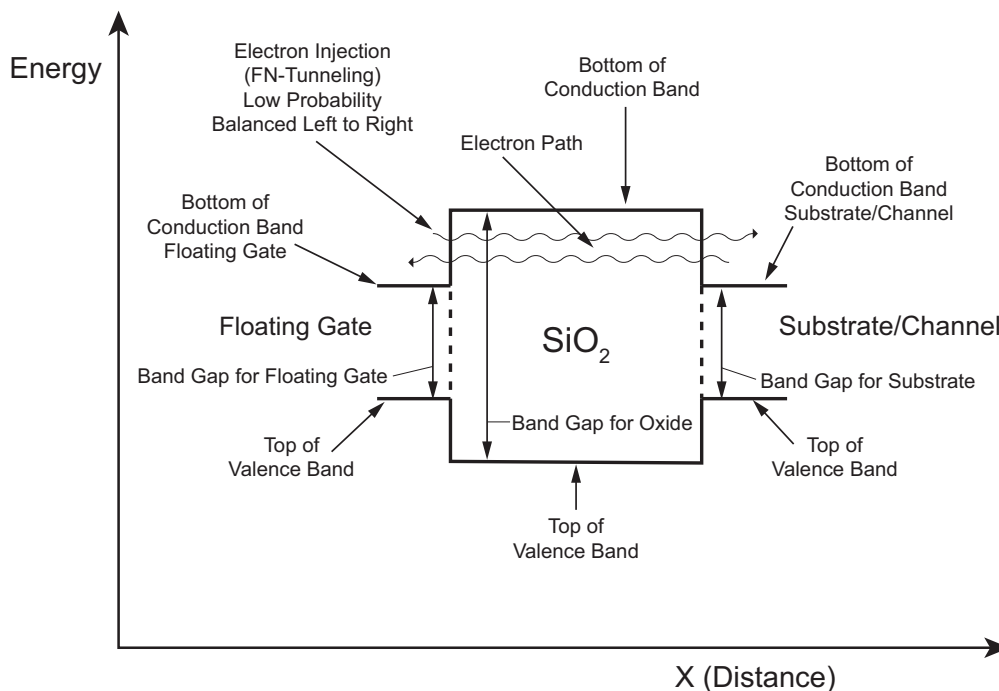 Energy
Electron Injection
(FN-Tunneling)
Low Probability
Balanced Left to Right
Bottom of
Conduction Band
Electron Path
Bottom of
Conduction Band
Substrate/Channel
Bottom of
Conduction Band
Floating Gate
Floating Gate
SiO₂
Substrate/Channel
Band Gap for Floating Gate
Band Gap for Substrate
Band Gap for Oxide
Top of
Valence Band
Top of
Valence Band
Top of
Valence Band
X (Distance)